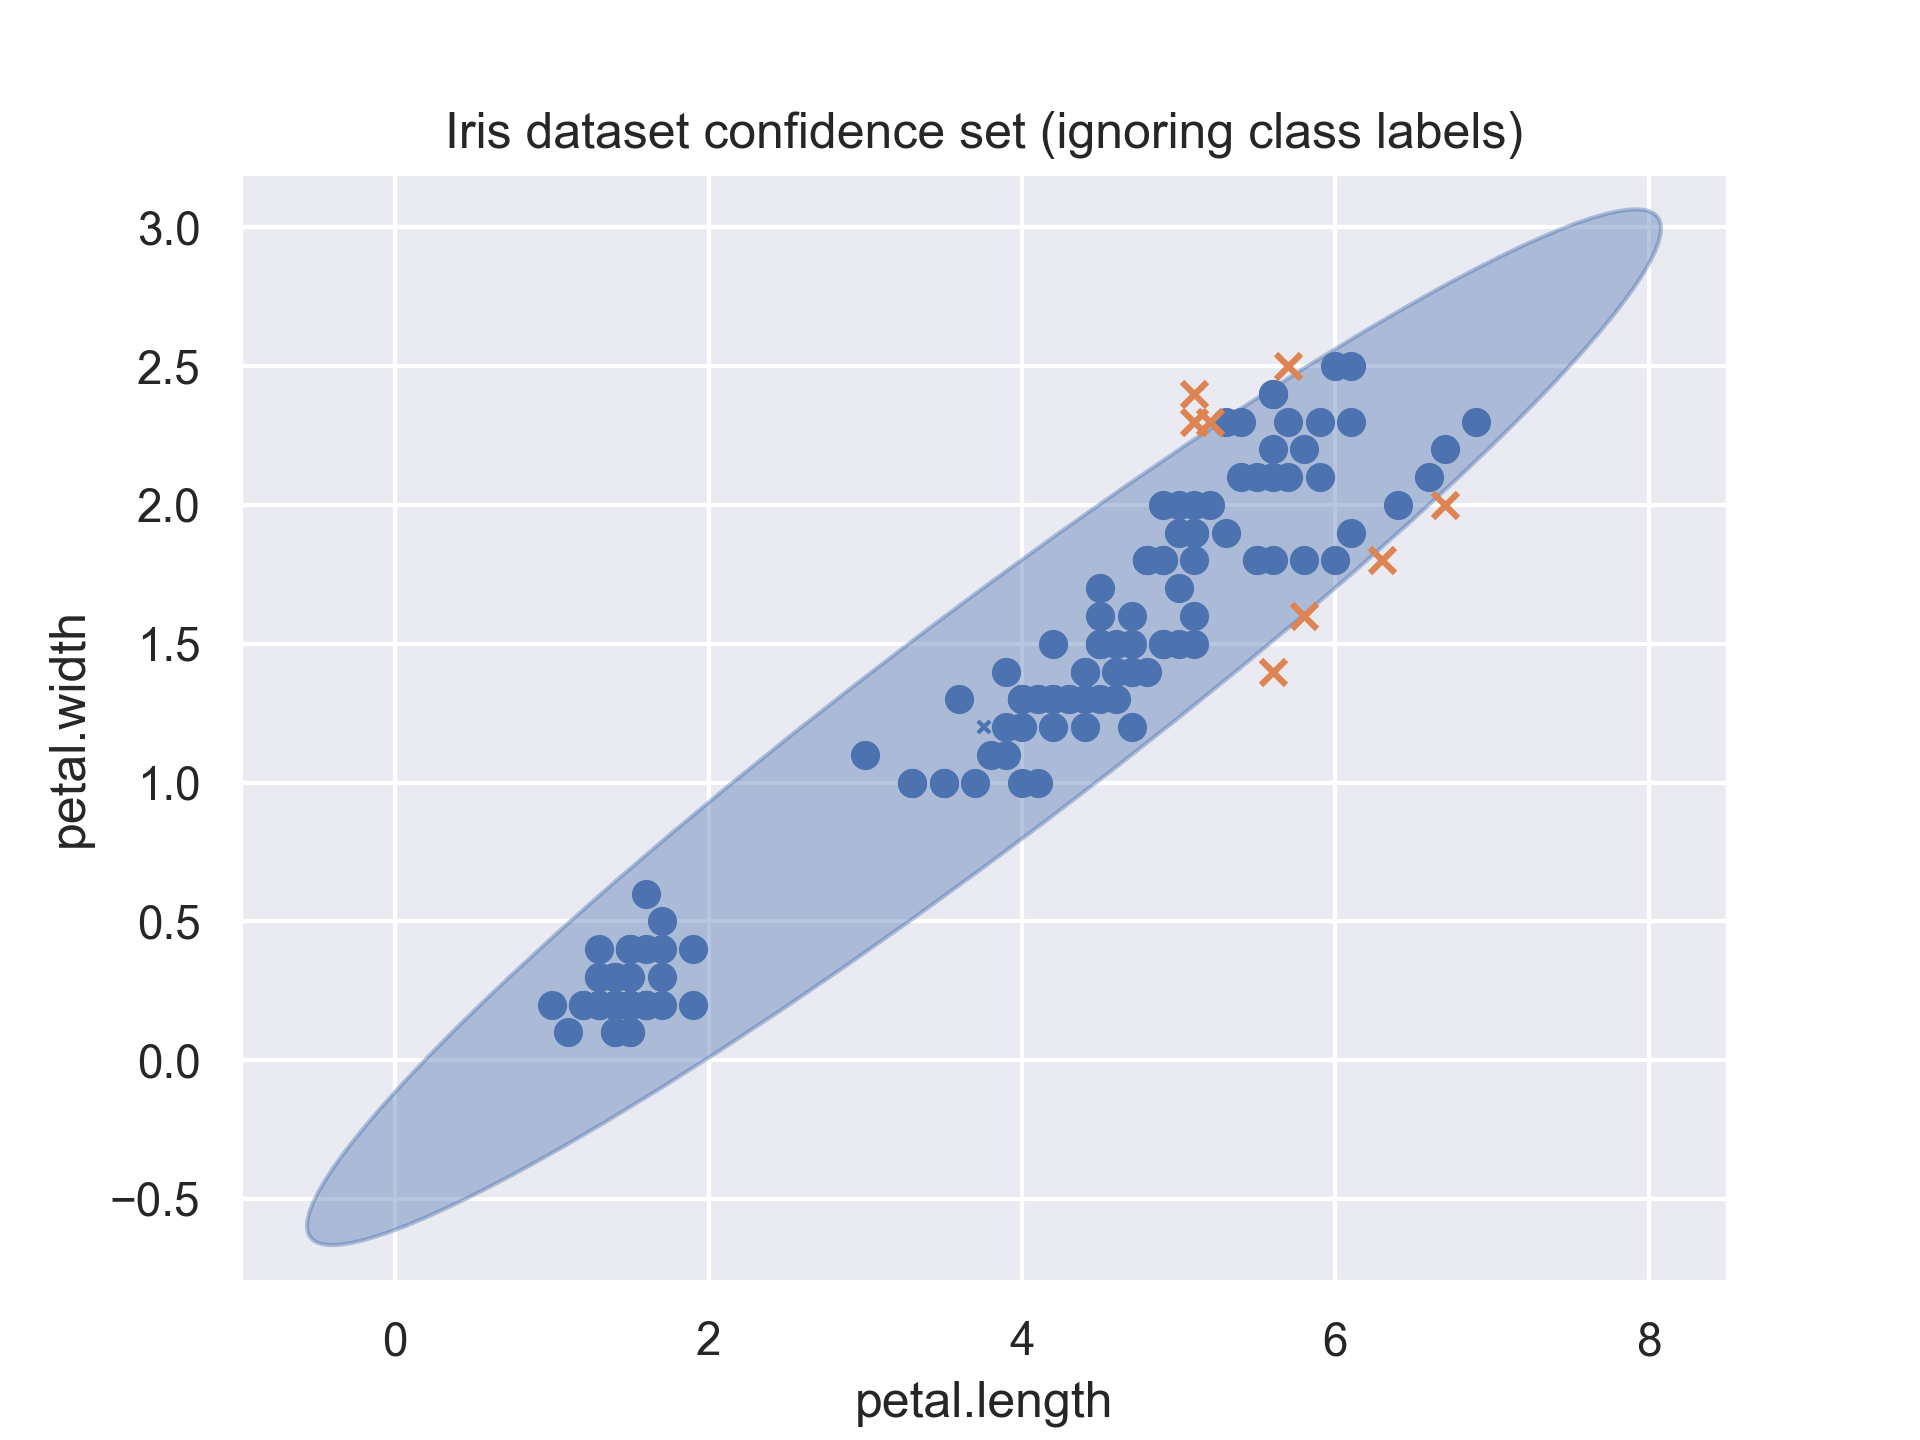 Iris dataset confidence set (ignoring class labels)
3.0
2.5
2.0
1.5
1.0
0.5
0.0
−0.5
petal.width
0 2 4 6 8
petal.length